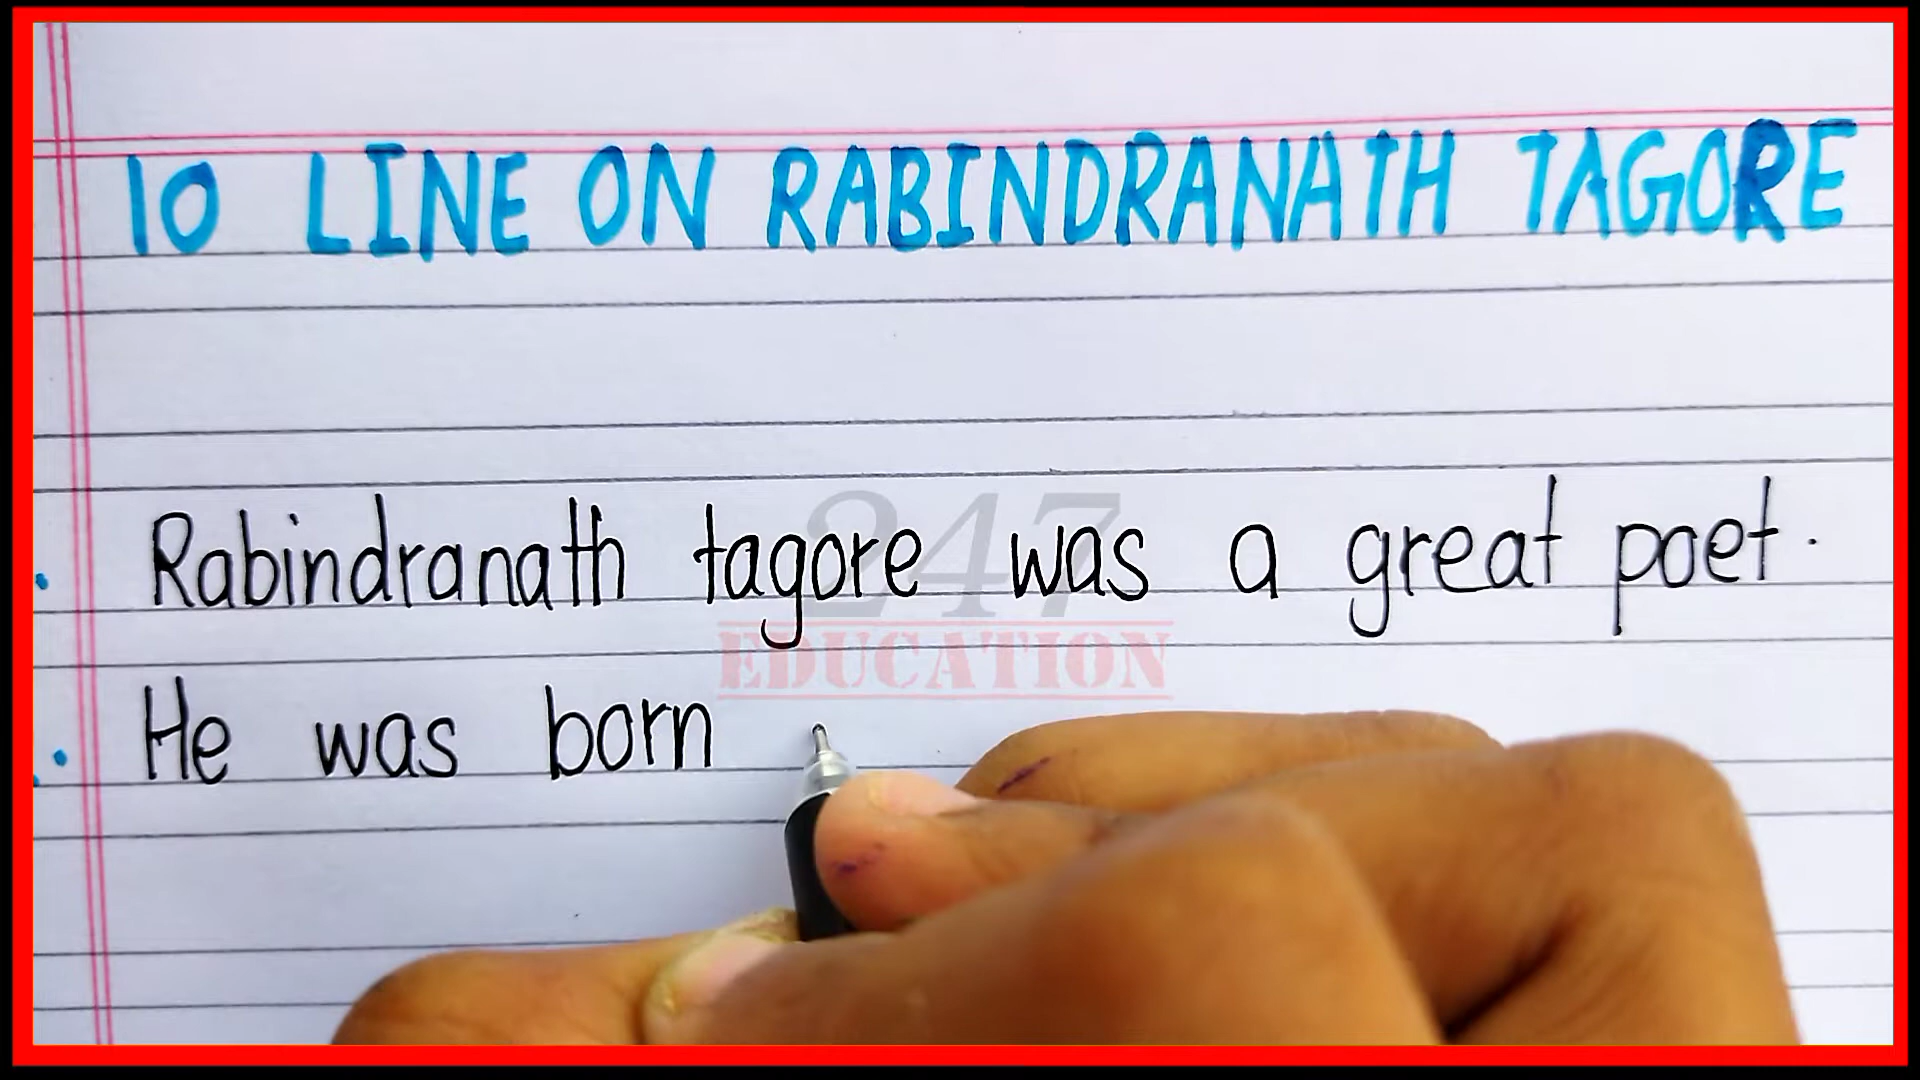 10 LINE ON RABINDRANATH TAGORE
Rabindranath tagore was a great poet.
247
EDUCATION
He was born